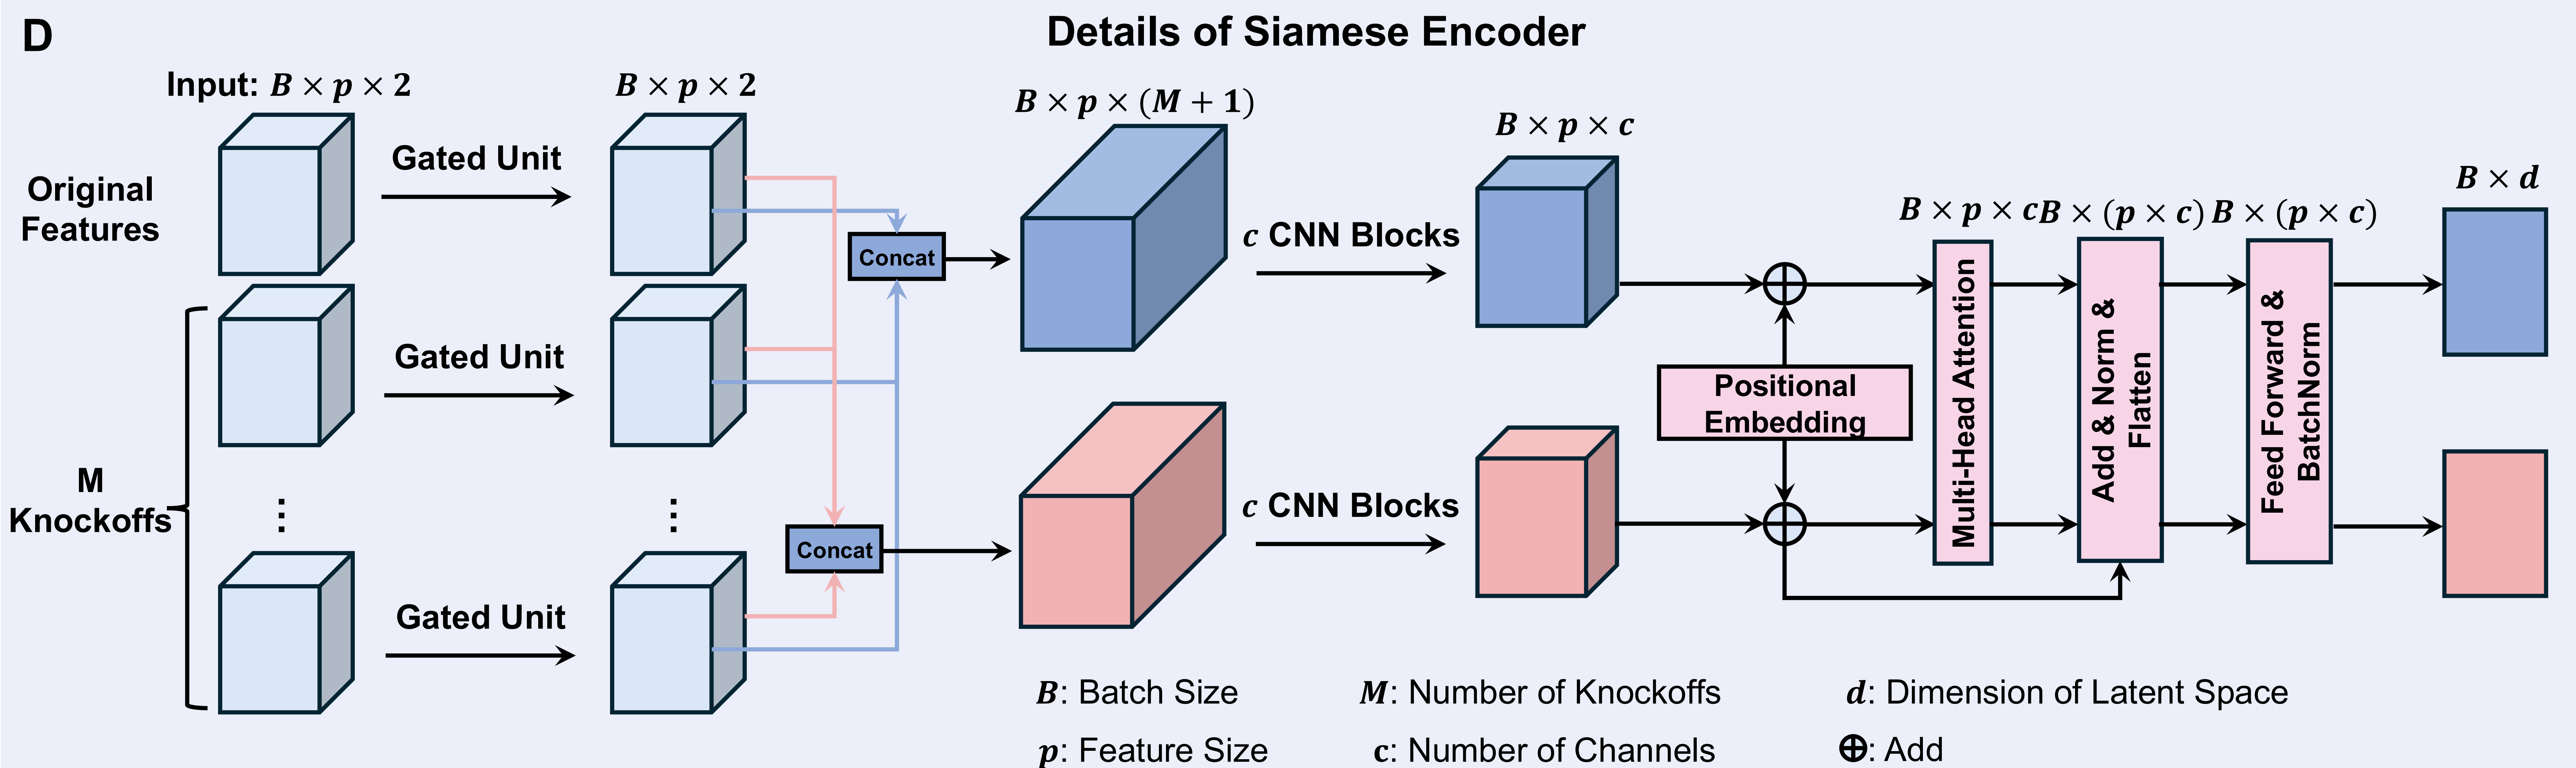 D
Details of Siamese Encoder
Input: B × p × 2
B × p × 2
B × p × (M + 1)
B × p × c
B × p × c
B × (p × c)
B × (p × c)
B × d
Original
Features
Gated Unit
Concat
c CNN Blocks
Gated Unit
M
Knockoffs
⋮
⋮
Gated Unit
Concat
c CNN Blocks
Positional
Embedding
Multi-Head Attention
Add & Norm &
Flatten
Feed Forward &
BatchNorm
B: Batch Size
M: Number of Knockoffs
d: Dimension of Latent Space
p: Feature Size
c: Number of Channels
⊕: Add